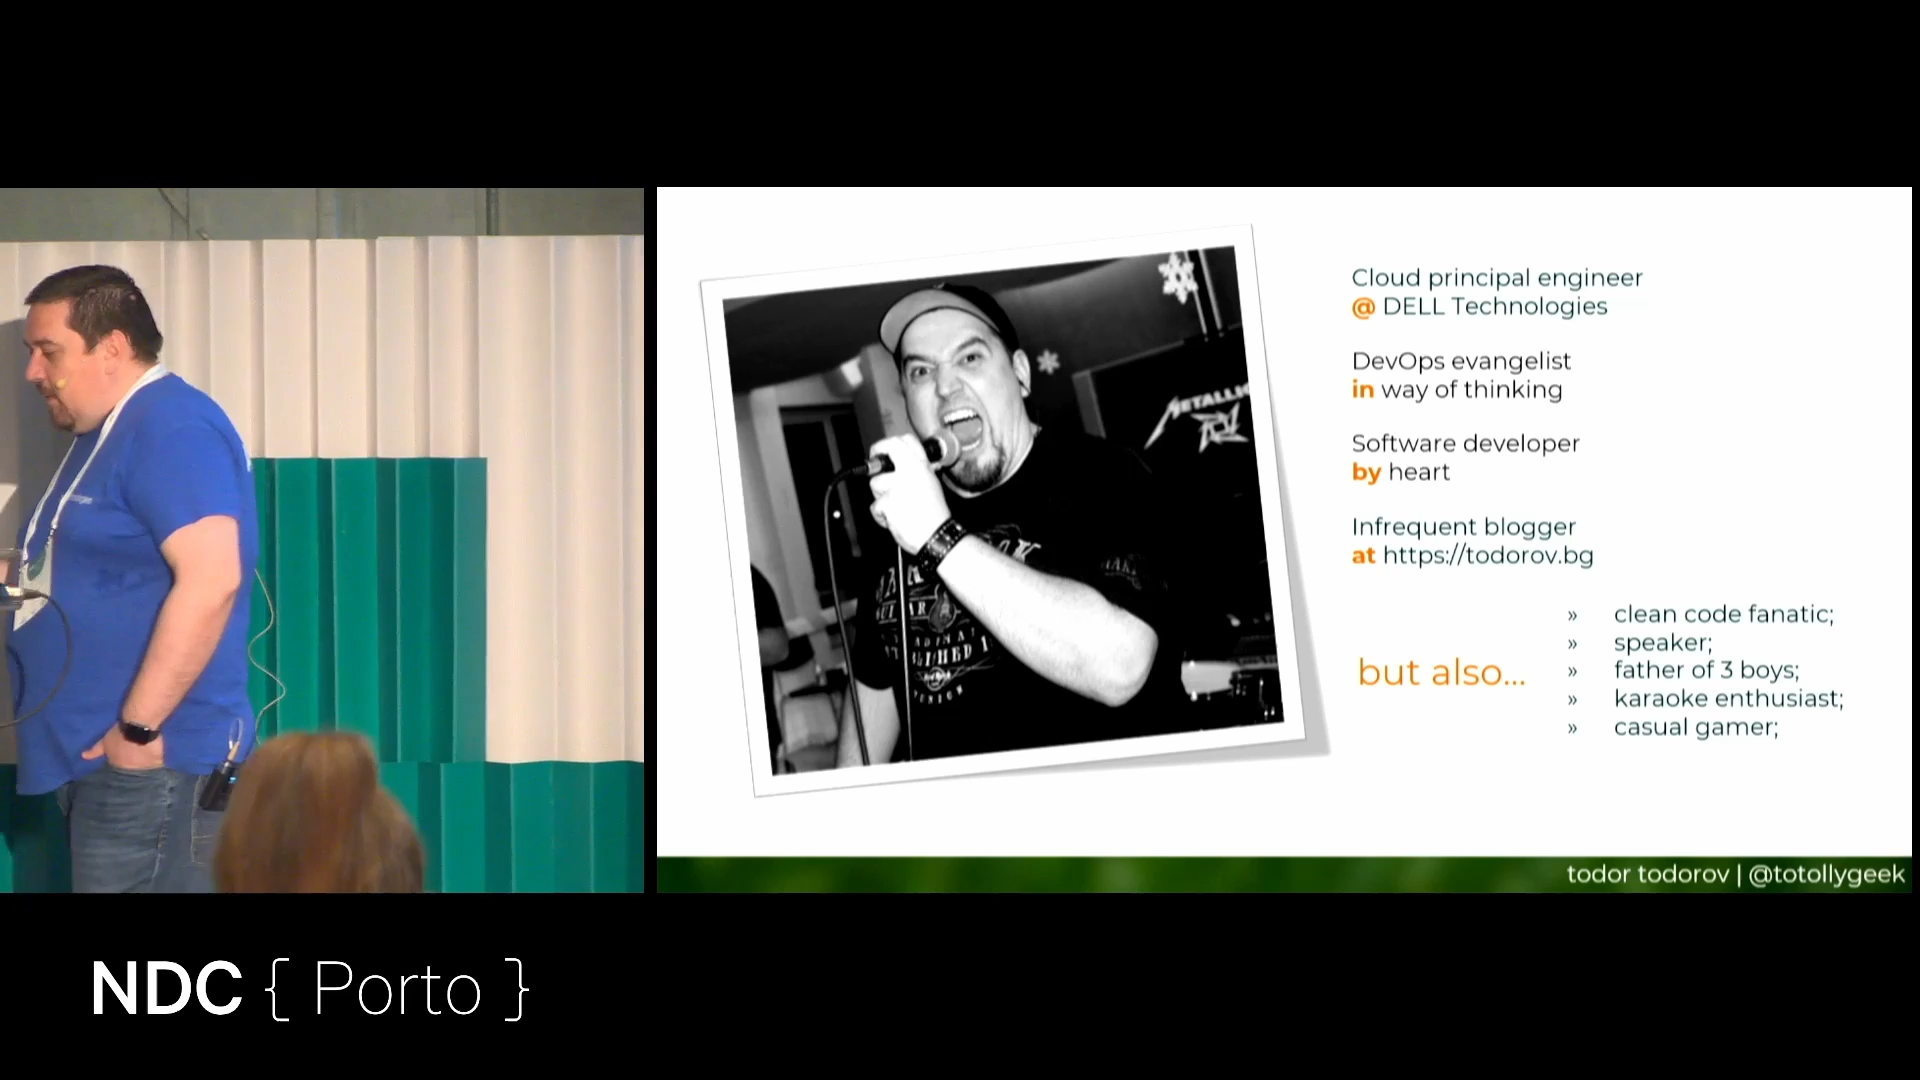 METALLIC
Cloud principal engineer
@ DELL Technologies
DevOps evangelist
in way of thinking
Software developer
by heart
Infrequent blogger
at https://todorov.bg
but also...
» clean code fanatic;
» speaker;
» father of 3 boys;
» karaoke enthusiast;
» casual gamer;
todor todorov | @totollygeek
NDC { Porto }